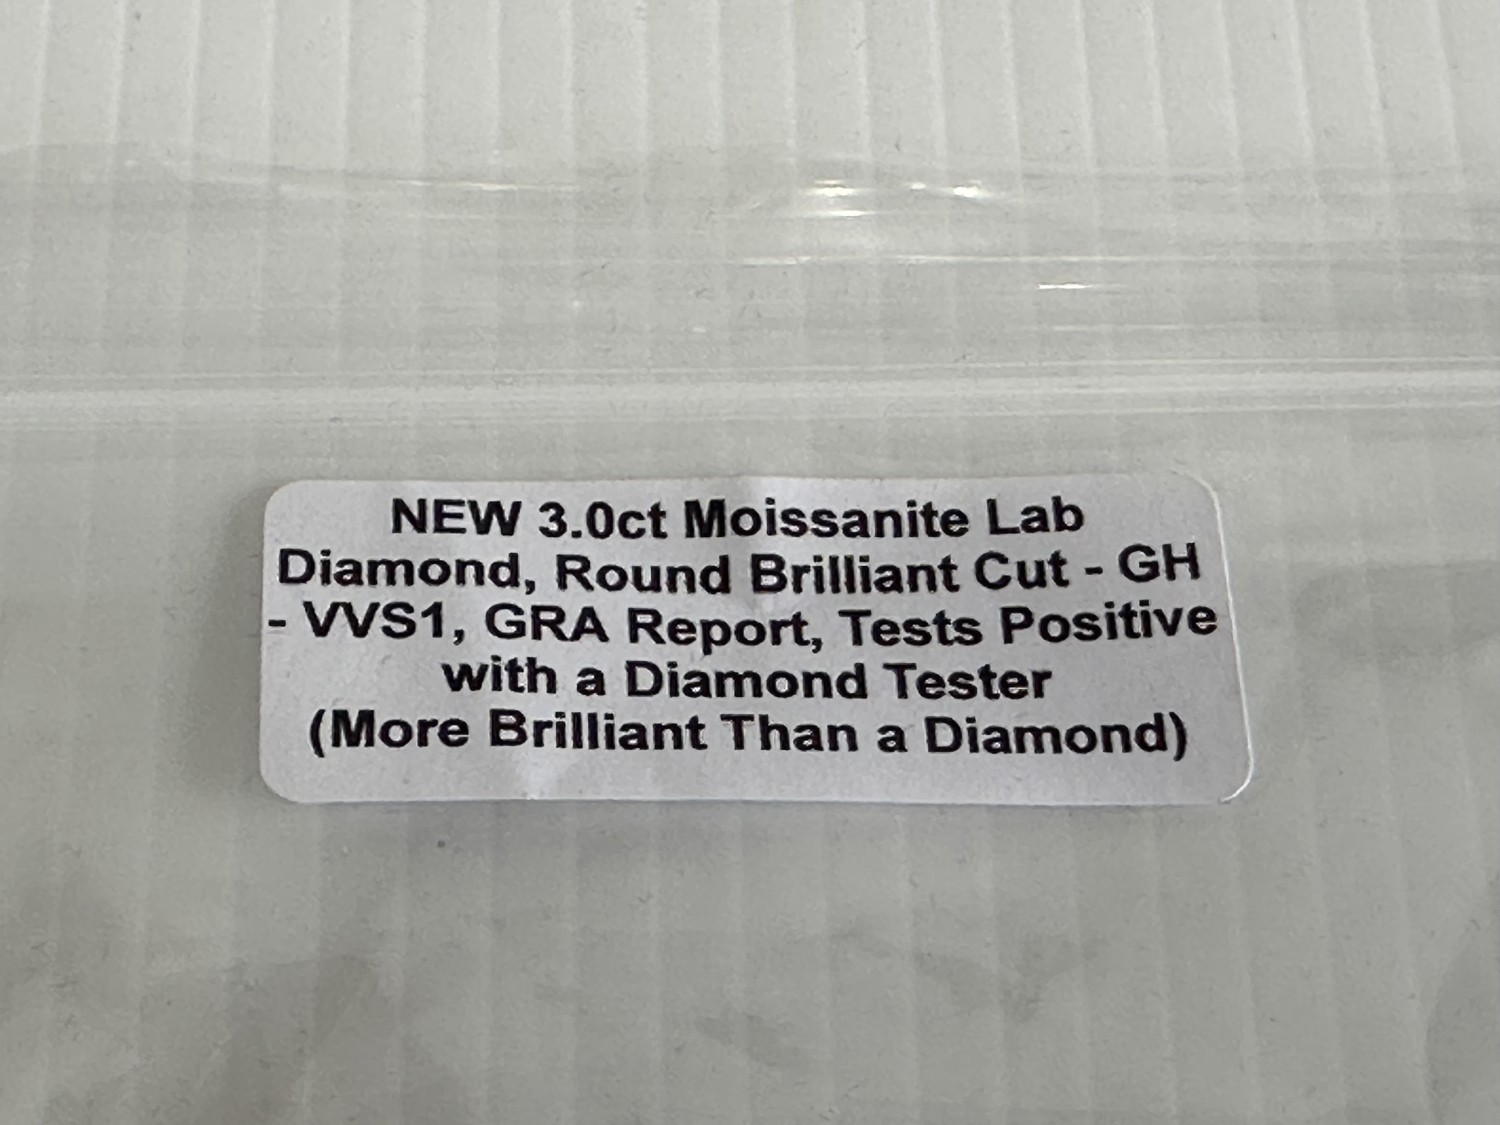 NEW 3.0ct Moissanite Lab
Diamond, Round Brilliant Cut - GH
- VVS1, GRA Report, Tests Positive
with a Diamond Tester
(More Brilliant Than a Diamond)